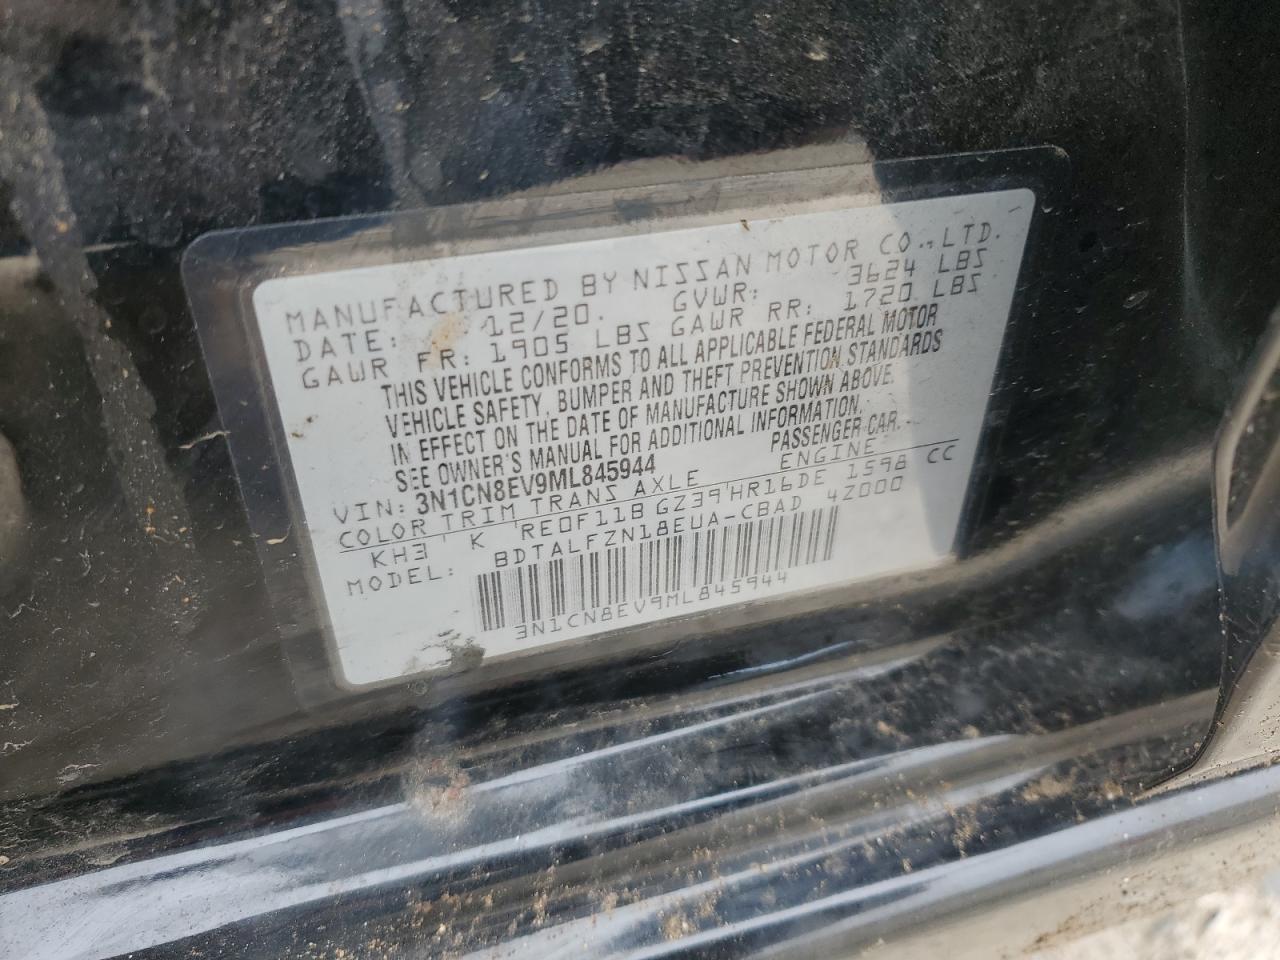 MANUFACTURED BY NISSAN MOTOR CO.,LTD.
DATE: 12/20. GVWR: 3624 LBS
GAWR FR: 1905 LBS GAWR RR: 1720 LBS
THIS VEHICLE CONFORMS TO ALL APPLICABLE FEDERAL MOTOR
VEHICLE SAFETY, BUMPER AND THEFT PREVENTION STANDARDS
IN EFFECT ON THE DATE OF MANUFACTURE SHOWN ABOVE.
SEE OWNER'S MANUAL FOR ADDITIONAL INFORMATION.
VIN: 3N1CN8EV9ML845944 PASSENGER CAR.
COLOR TRIM TRANS AXLE ENGINE
KH3 K RE0F11B GZ39 HR16DE 1598 CC
MODEL: BDTALFZN18EUA-CBAD 4Z000
3N1CN8EV9ML845944